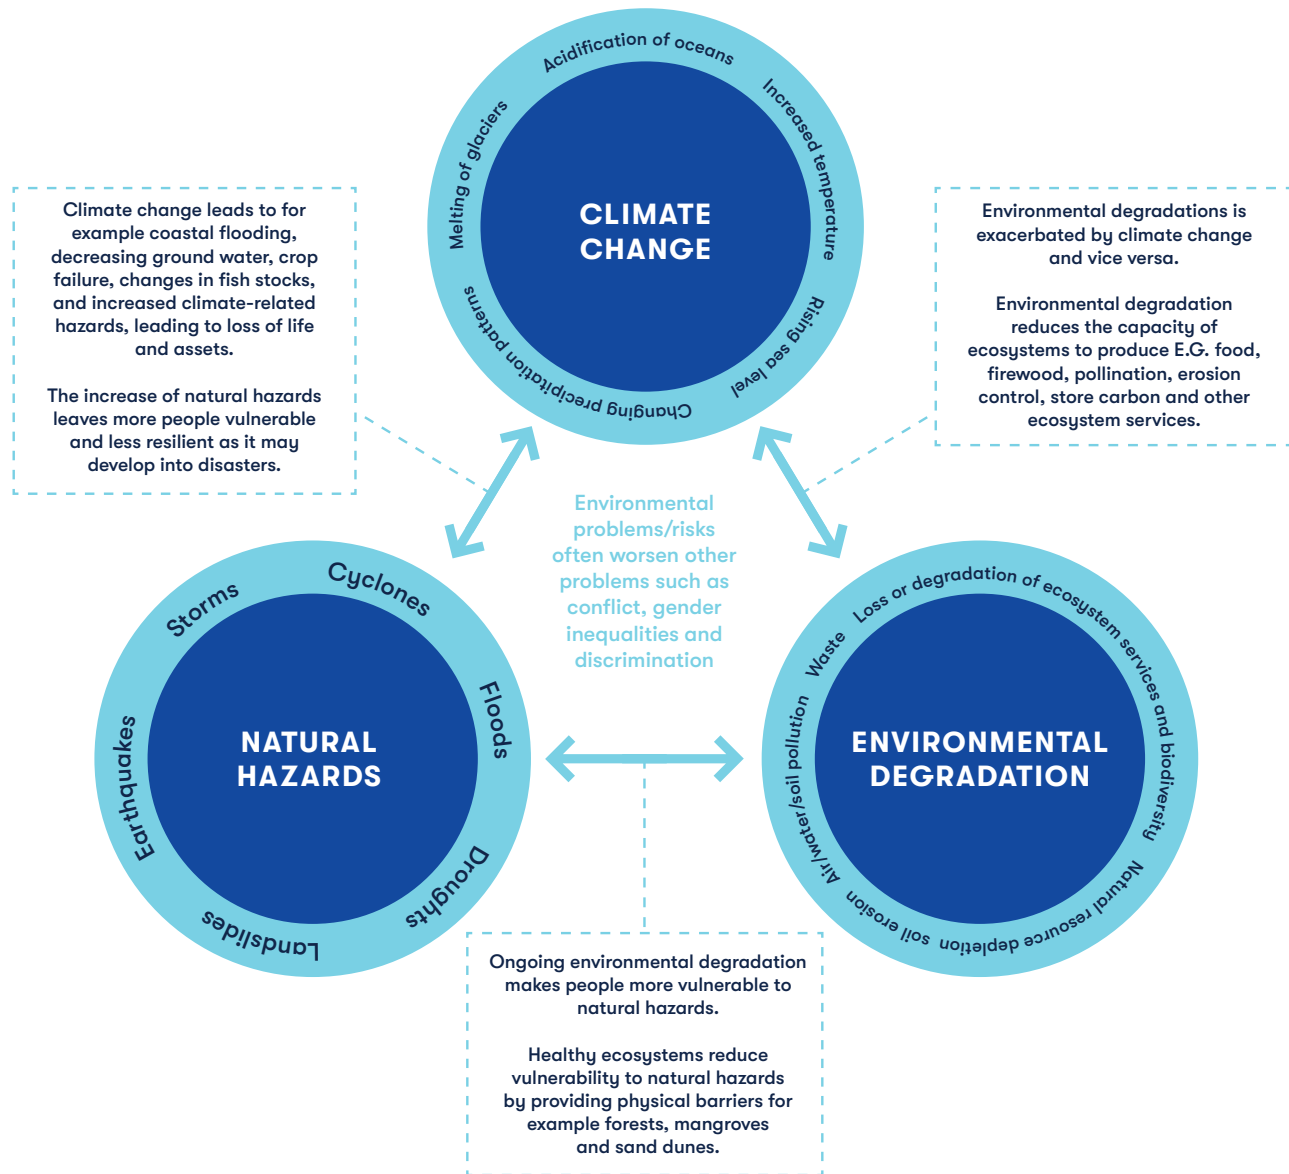 Acidification of oceans
Increased temperature
Rising sea level
Changing precipitation patterns
Melting of glaciers
CLIMATE
CHANGE
Climate change leads to for
example coastal flooding,
decreasing ground water, crop
failure, changes in fish stocks,
and increased climate-related
hazards, leading to loss of life
and assets.
The increase of natural hazards
leaves more people vulnerable
and less resilient as it may
develop into disasters.
Environmental degradations is
exacerbated by climate change
and vice versa.
Environmental degradation
reduces the capacity of
ecosystems to produce E.G. food,
firewood, pollination, erosion
control, store carbon and other
ecosystem services.
Environmental
problems/risks
often worsen other
problems such as
conflict, gender
inequalities and
discrimination
Storms
Cyclones
Floods
Droughts
Landslides
Earthquakes
NATURAL
HAZARDS
Waste
Loss or degradation of ecosystem services and biodiversity
Natural resource depletion
soil erosion
Air/water/soil pollution
ENVIRONMENTAL
DEGRADATION
Ongoing environmental degradation
makes people more vulnerable to
natural hazards.
Healthy ecosystems reduce
vulnerability to natural hazards
by providing physical barriers for
example forests, mangroves
and sand dunes.